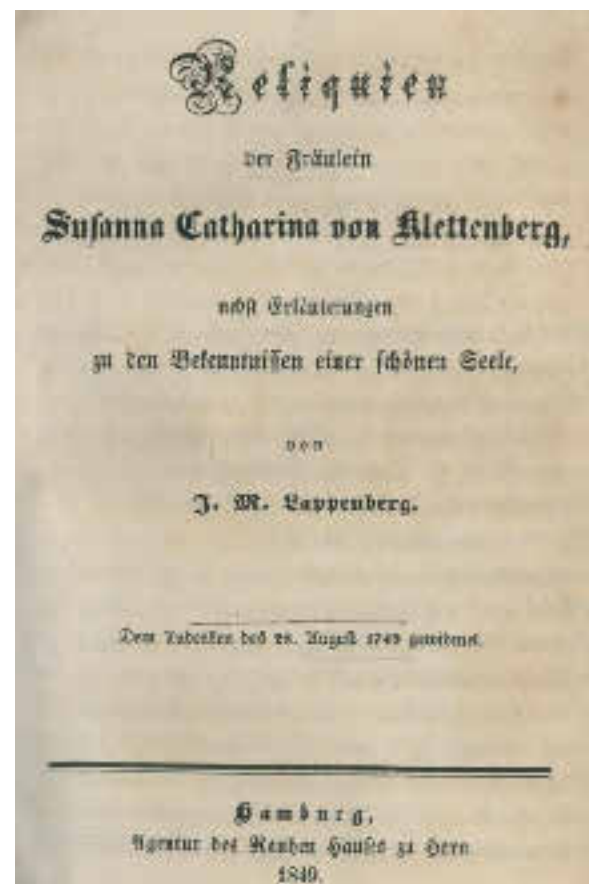 Reliquien
der Fräulein
Susanna Catharina von Klettenberg,
nebst Erläuterungen
zu den Bekenntnissen einer schönen Seele,
von
J. M. Lappenberg.
Dem Andenken des 28. August 1749 gewidmet.
Hamburg,
Agentur des Rauhen Hauses zu Horn
1849.